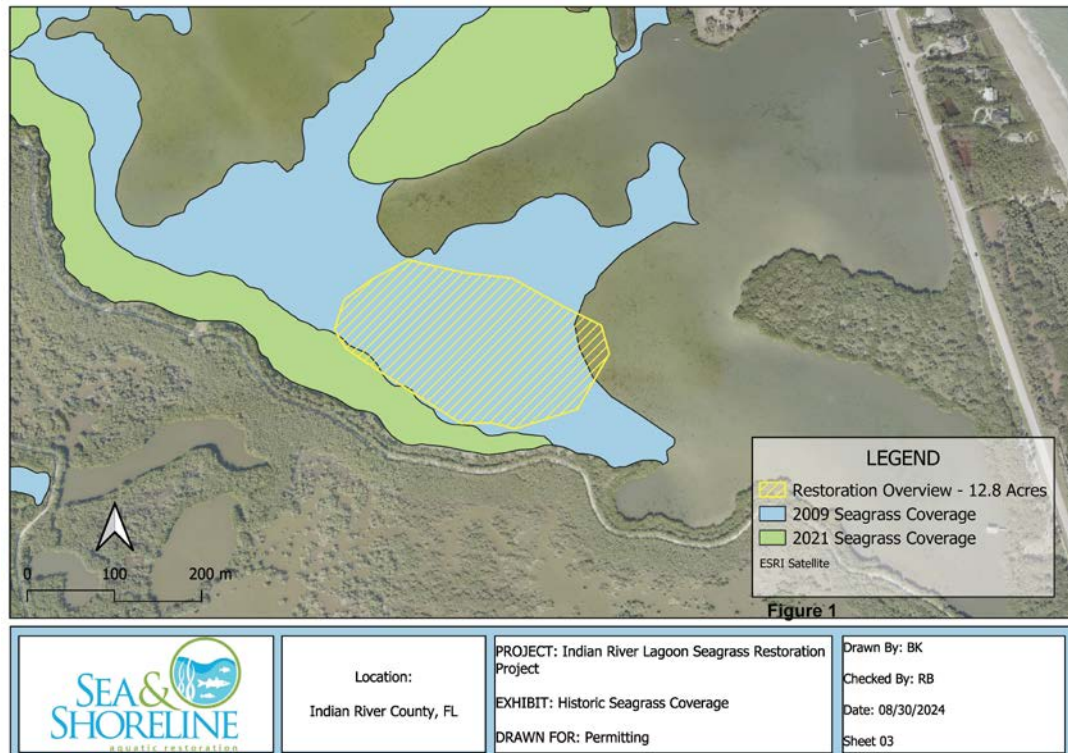 LEGEND
Restoration Overview - 12.8 Acres
2009 Seagrass Coverage
2021 Seagrass Coverage
ESRI Satellite
Figure 1
0 100 200 m
SEA &
SHORELINE
aquatic restoration
Location:
Indian River County, FL
PROJECT: Indian River Lagoon Seagrass Restoration
Project
EXHIBIT: Historic Seagrass Coverage
DRAWN FOR: Permitting
Drawn By: BK
Checked By: RB
Date: 08/30/2024
Sheet 03